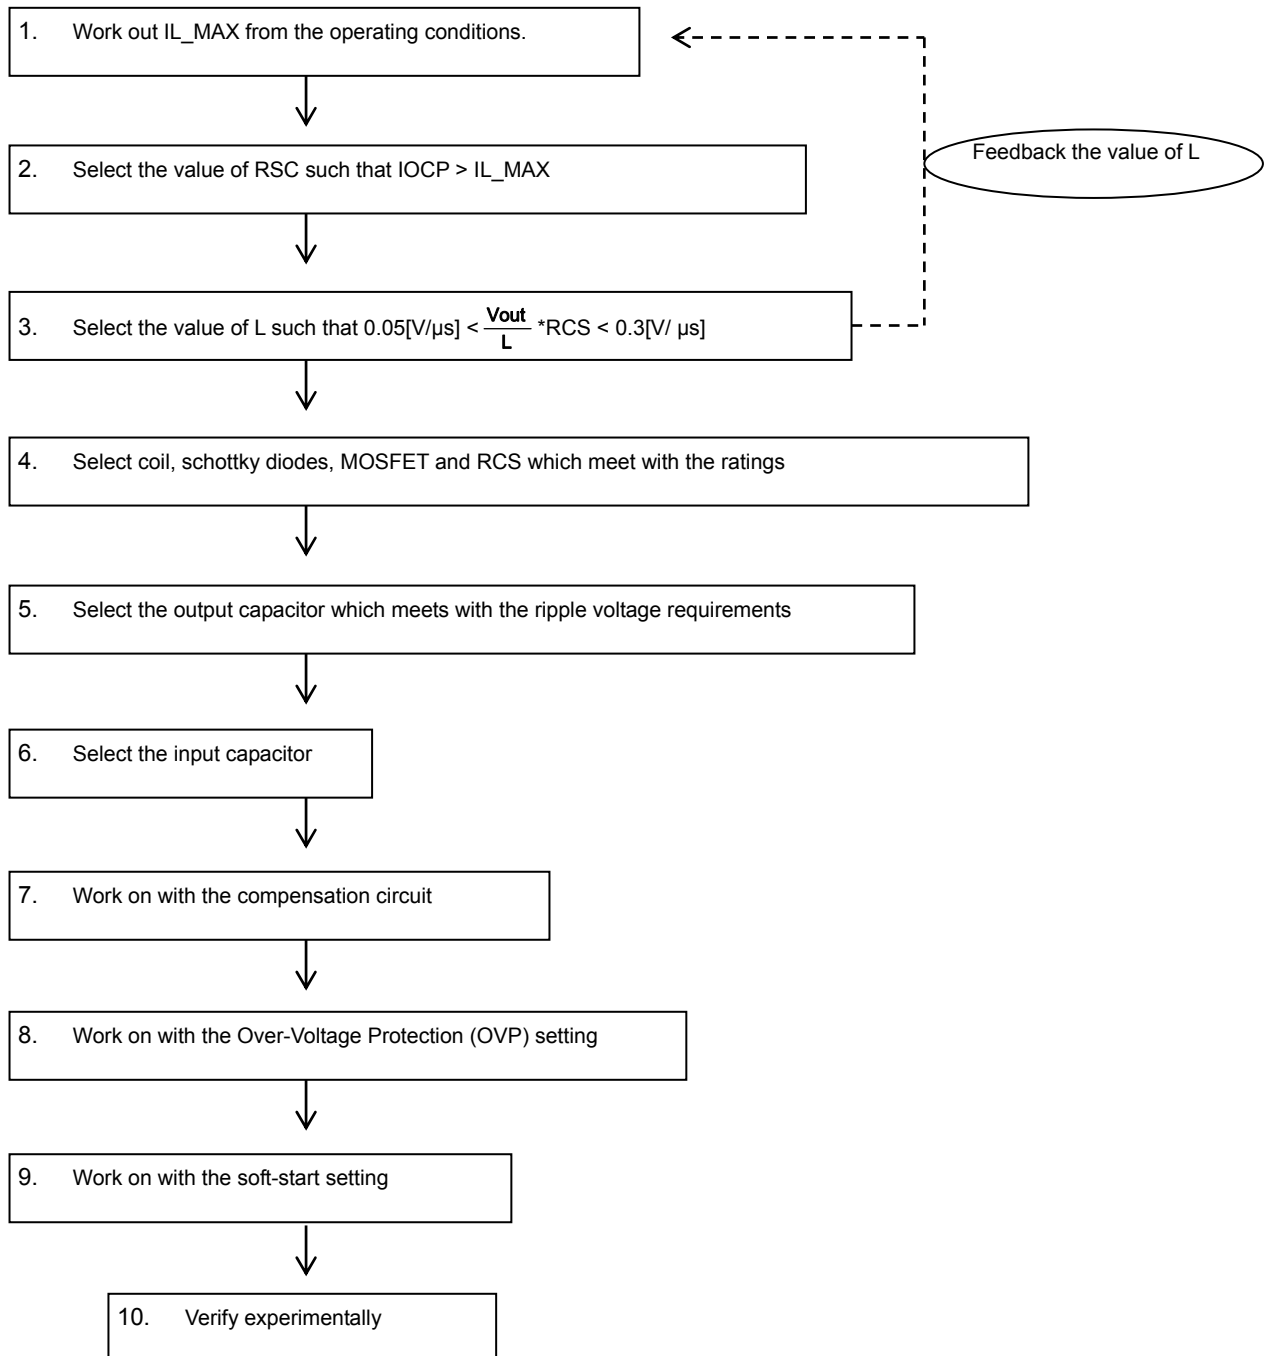 1. Work out IL_MAX from the operating conditions.
Feedback the value of L
2. Select the value of RSC such that IOCP > IL_MAX
3. Select the value of L such that 0.05[V/µs] < Vout/L *RCS < 0.3[V/ µs]
4. Select coil, schottky diodes, MOSFET and RCS which meet with the ratings
5. Select the output capacitor which meets with the ripple voltage requirements
6. Select the input capacitor
7. Work on with the compensation circuit
8. Work on with the Over-Voltage Protection (OVP) setting
9. Work on with the soft-start setting
10. Verify experimentally